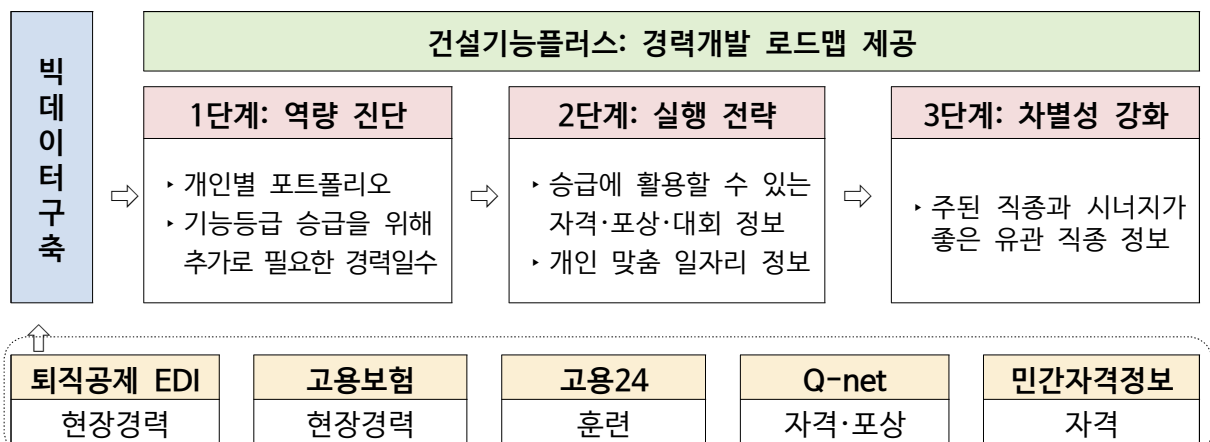 빅데이터구축
건설기능플러스: 경력개발 로드맵 제공
1단계: 역량 진단
‣ 개인별 포트폴리오
‣ 기능등급 승급을 위해
추가로 필요한 경력일수
2단계: 실행 전략
‣ 승급에 활용할 수 있는
자격·포상·대회 정보
‣ 개인 맞춤 일자리 정보
3단계: 차별성 강화
‣ 주된 직종과 시너지가
좋은 유관 직종 정보
퇴직공제 EDI
현장경력
고용보험
현장경력
고용24
훈련
Q-net
자격·포상
민간자격정보
자격